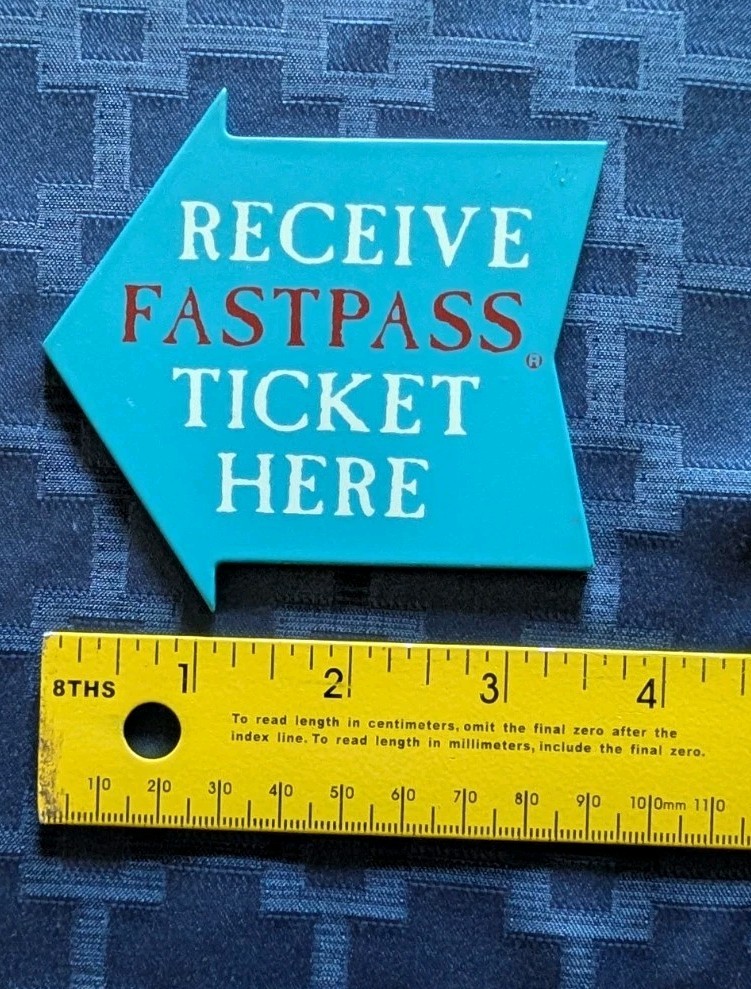 RECEIVE
FASTPASS®
TICKET
HERE
1 2 3 4
8THS
To read length in centimeters, omit the final zero after the
index line. To read length in millimeters, include the final zero.
10 20 30 40 50 60 70 80 90 100mm 110